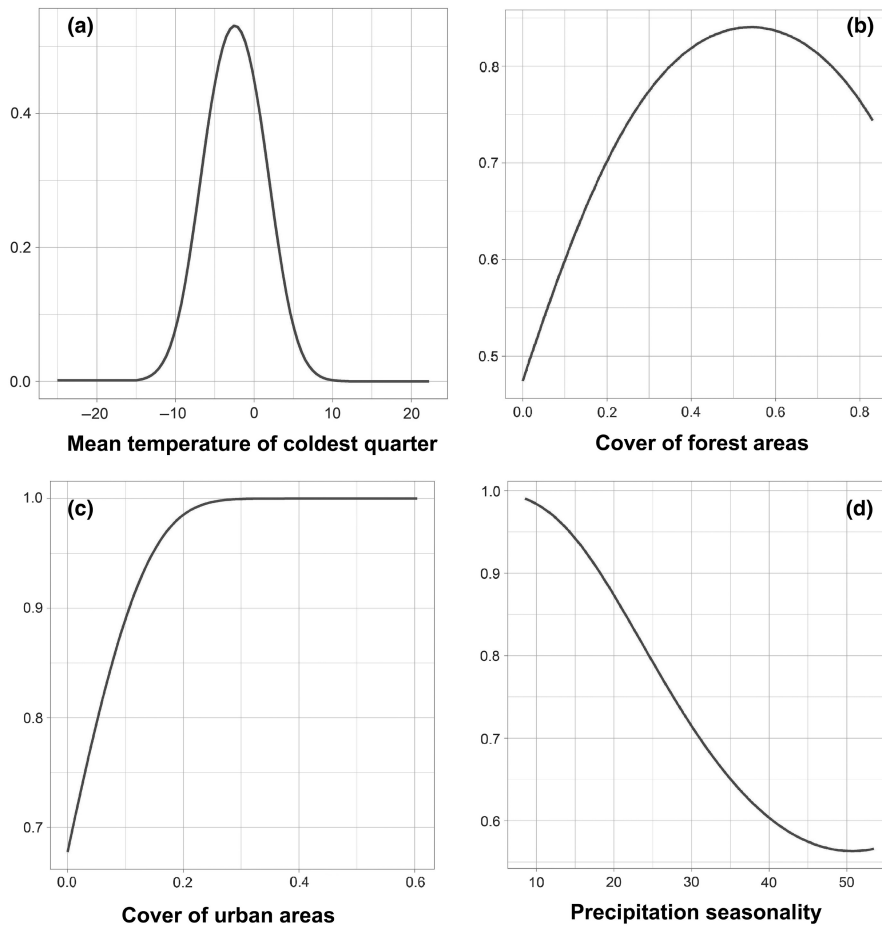 (a)
0.4
0.2
0.0
−20 −10 0 10 20
Mean temperature of coldest quarter
(b)
0.8
0.7
0.6
0.5
0.0 0.2 0.4 0.6 0.8
Cover of forest areas
(c)
1.0
0.9
0.8
0.7
0.0 0.2 0.4 0.6
Cover of urban areas
1.0
(d)
0.9
0.8
0.7
0.6
10 20 30 40 50
Precipitation seasonality